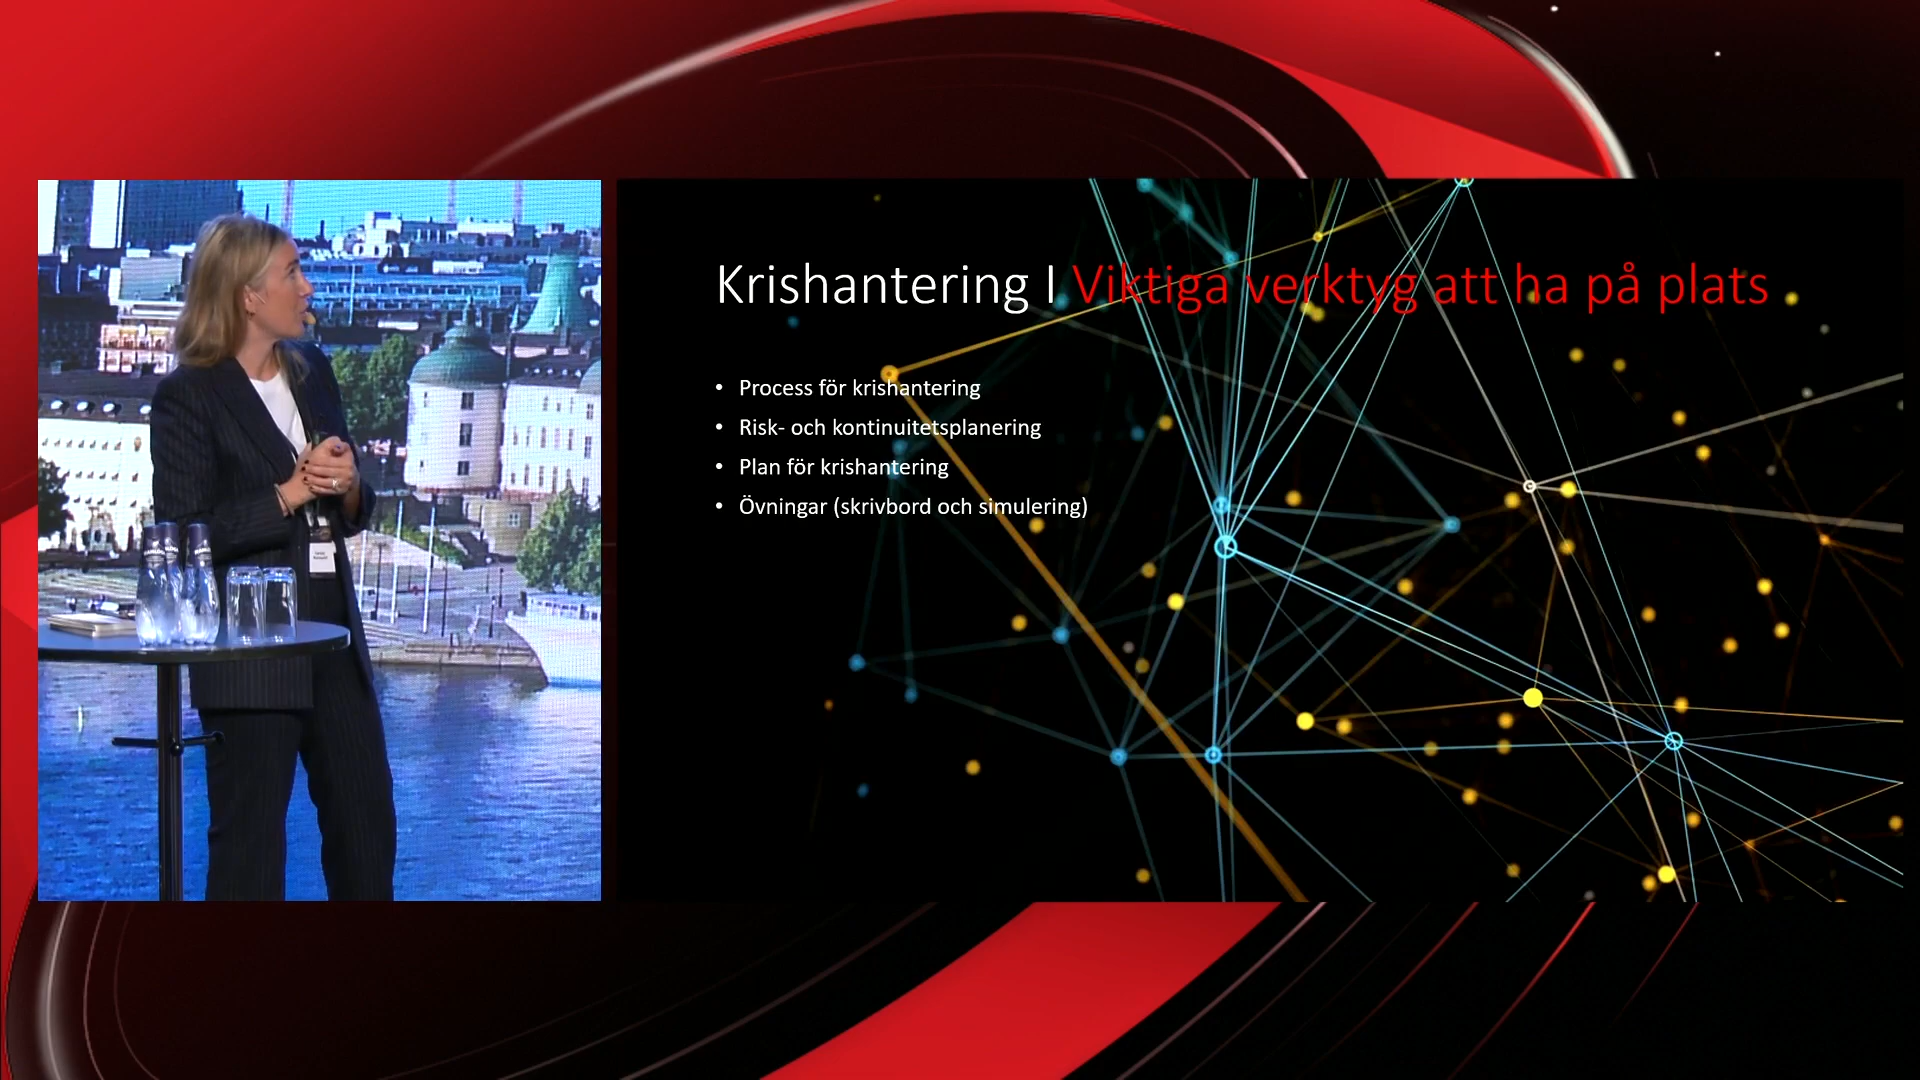 Krishantering I Viktiga verktyg att ha på plats
• Process för krishantering
• Risk- och kontinuitetsplanering
• Plan för krishantering
• Övningar (skrivbord och simulering)